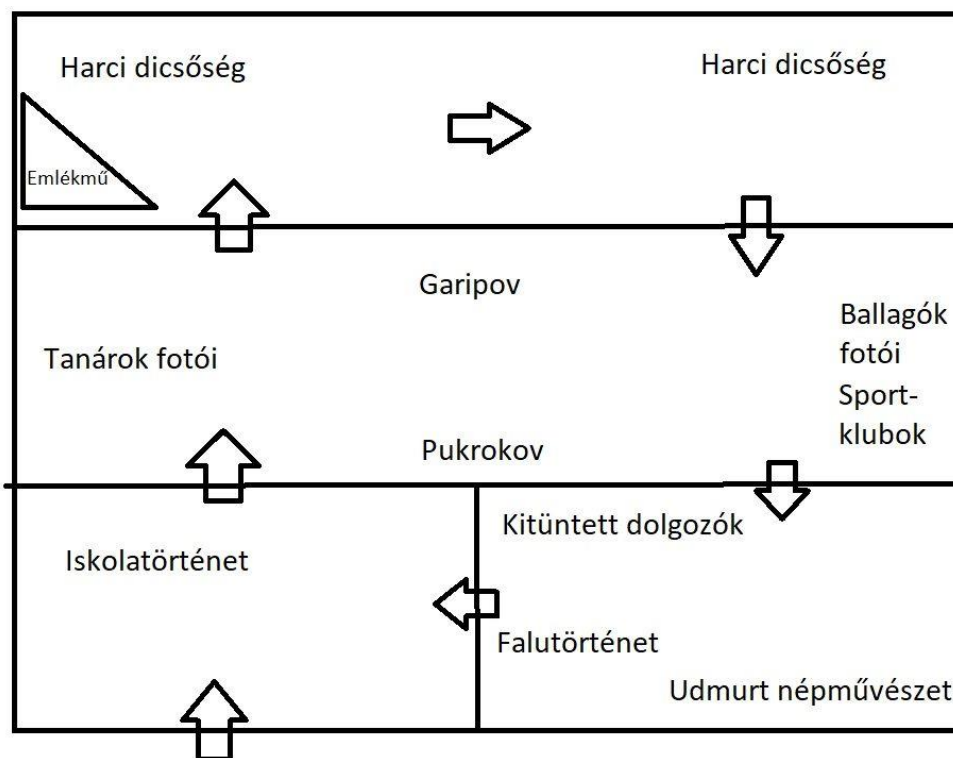 Harci dicsőség
Harci dicsőség
Emlékmű
Garipov
Ballagók
fotói
Sport-
klubok
Tanárok fotói
Pukrokov
Kitüntett dolgozók
Iskolatörténet
Falutörténet
Udmurt népművészet